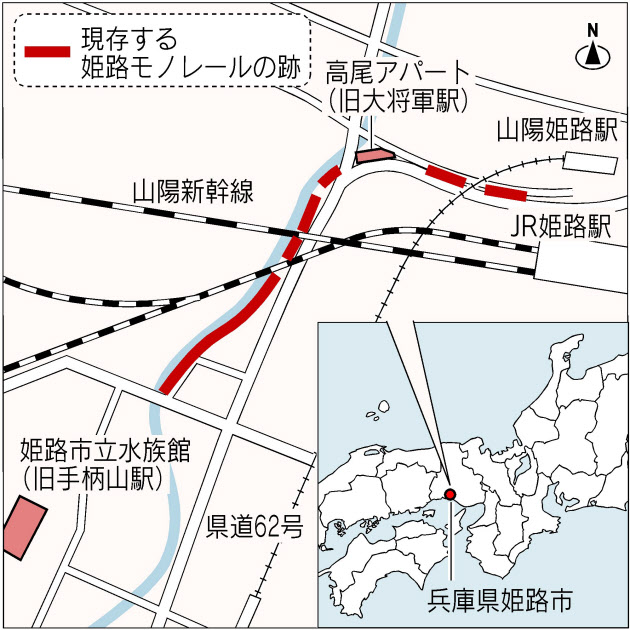 現存する
姫路モノレールの跡
N
高尾アパート
（旧大将軍駅）
山陽姫路駅
山陽新幹線
JR姫路駅
姫路市立水族館
（旧手柄山駅）
県道62号
兵庫県姫路市